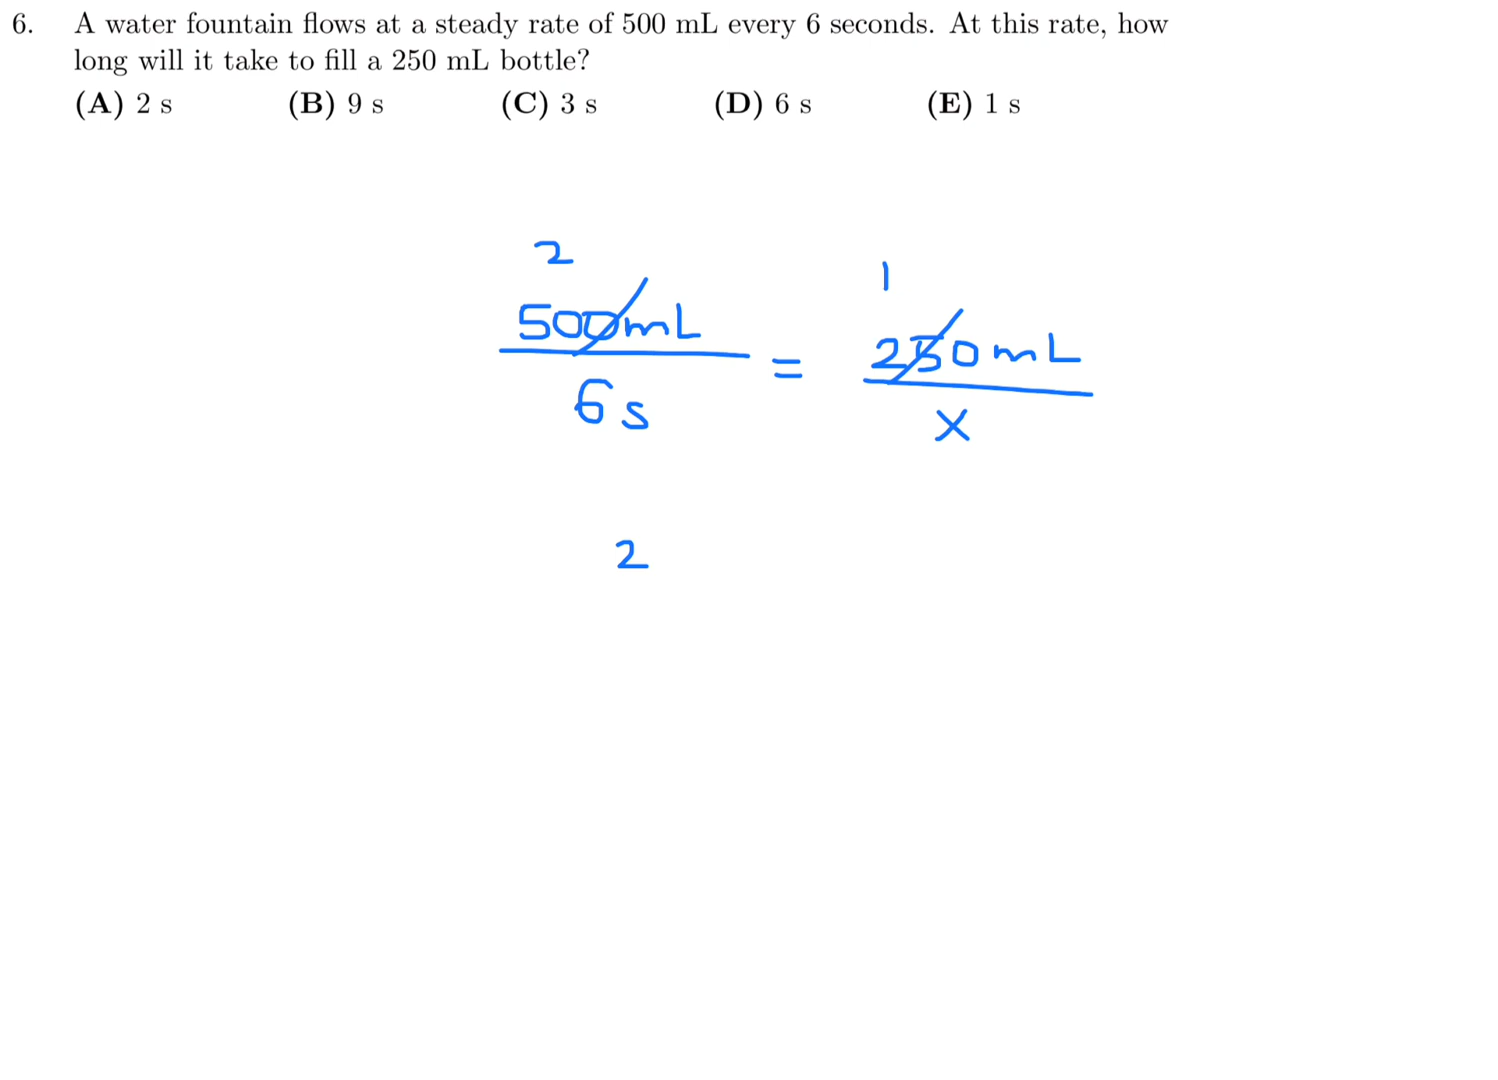 6. A water fountain flows at a steady rate of 500 mL every 6 seconds. At this rate, how
long will it take to fill a 250 mL bottle?
(A) 2 s (B) 9 s (C) 3 s (D) 6 s (E) 1 s
2 1
500mL = 250mL
6s x
2